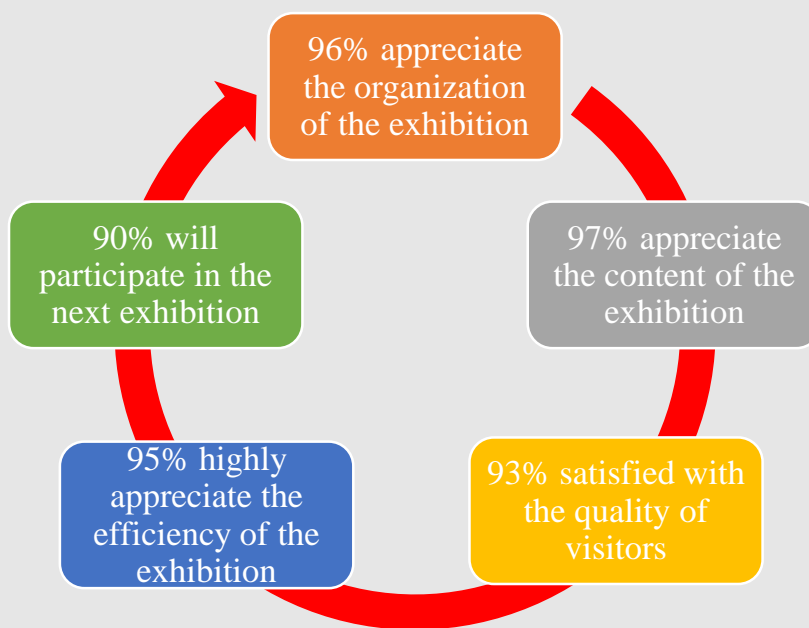 96% appreciate
the organization
of the exhibition
97% appreciate
the content of the
exhibition
93% satisfied with
the quality of
visitors
95% highly
appreciate the
efficiency of the
exhibition
90% will
participate in the
next exhibition